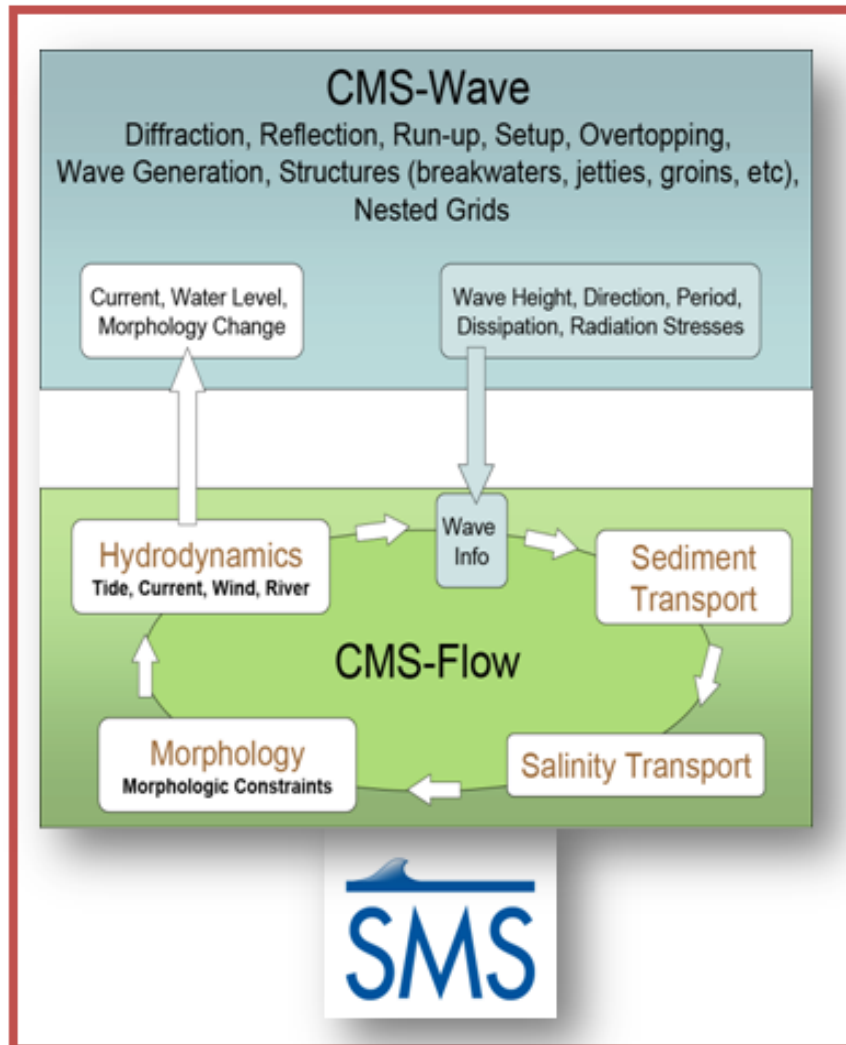 CMS-Wave
Diffraction, Reflection, Run-up, Setup, Overtopping,
Wave Generation, Structures (breakwaters, jetties, groins, etc),
Nested Grids
Current, Water Level,
Morphology Change
Wave Height, Direction, Period,
Dissipation, Radiation Stresses
Hydrodynamics
Tide, Current, Wind, River
Wave
Info
Sediment
Transport
CMS-Flow
Morphology
Morphologic Constraints
Salinity Transport
SMS